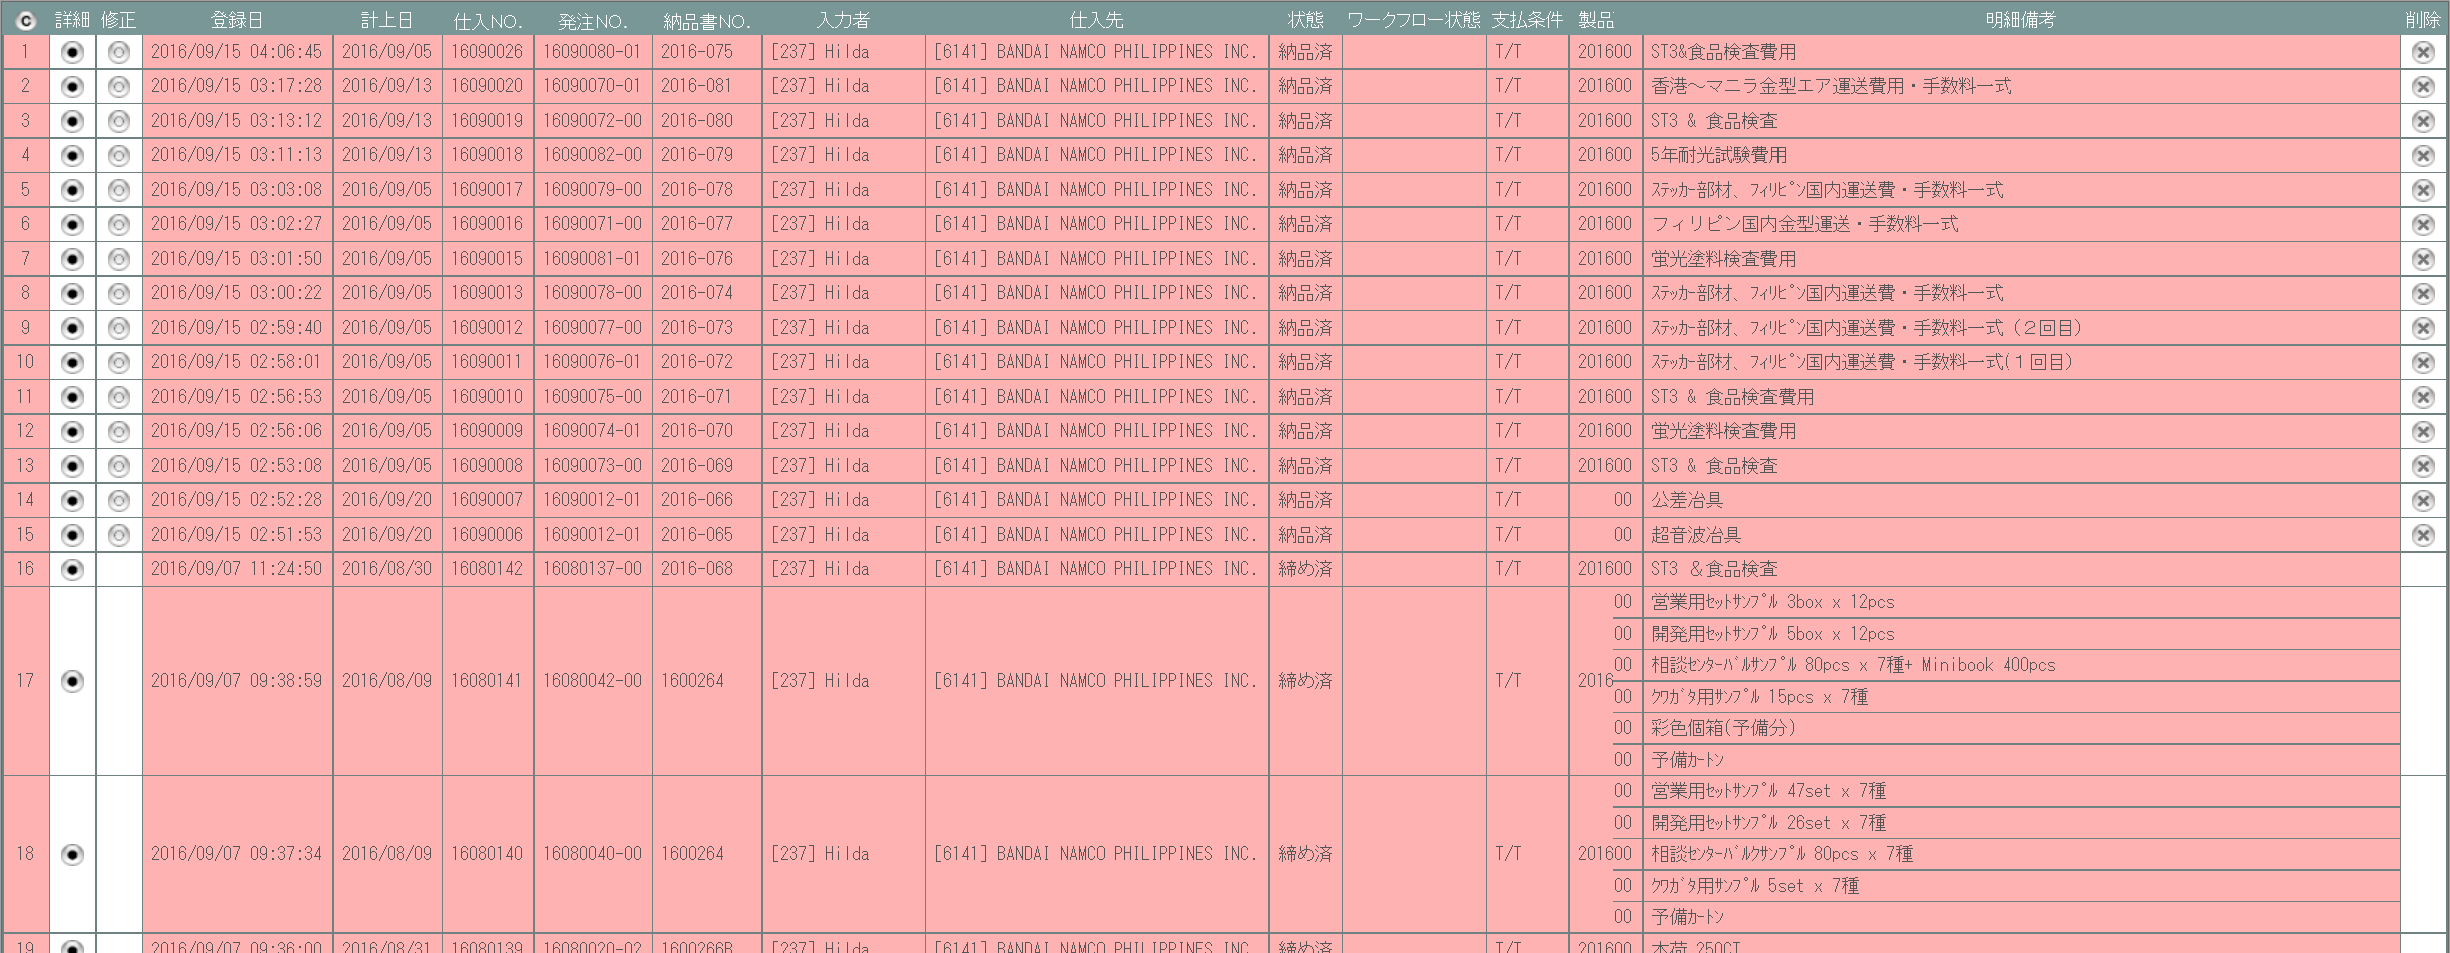 C 詳細 修正 登録日 計上日 仕入NO. 発注NO. 納品書NO. 入力者 仕入先 状態 ワークフロー状態 支払条件 製品 明細備考 削除
1 2016/09/15 04:06:45 2016/09/05 16090026 16090080-01 2016-075 [237] Hilda [6141] BANDAI NAMCO PHILIPPINES INC. 納品済 T/T 201600 ST3&食品検査費用
2 2016/09/15 03:17:28 2016/09/13 16090020 16090070-01 2016-081 [237] Hilda [6141] BANDAI NAMCO PHILIPPINES INC. 納品済 T/T 201600 香港～マニラ金型エア運送費用・手数料一式
3 2016/09/15 03:13:12 2016/09/13 16090019 16090072-00 2016-080 [237] Hilda [6141] BANDAI NAMCO PHILIPPINES INC. 納品済 T/T 201600 ST3 & 食品検査
4 2016/09/15 03:11:13 2016/09/13 16090018 16090082-00 2016-079 [237] Hilda [6141] BANDAI NAMCO PHILIPPINES INC. 納品済 T/T 201600 5年耐光試験費用
5 2016/09/15 03:03:08 2016/09/05 16090017 16090079-00 2016-078 [237] Hilda [6141] BANDAI NAMCO PHILIPPINES INC. 納品済 T/T 201600 ｽﾃｯｶｰ部材、ﾌｨﾘﾋﾟﾝ国内運送費・手数料一式
6 2016/09/15 03:02:27 2016/09/05 16090016 16090071-00 2016-077 [237] Hilda [6141] BANDAI NAMCO PHILIPPINES INC. 納品済 T/T 201600 フィリピン国内金型運送・手数料一式
7 2016/09/15 03:01:50 2016/09/05 16090015 16090081-01 2016-076 [237] Hilda [6141] BANDAI NAMCO PHILIPPINES INC. 納品済 T/T 201600 蛍光塗料検査費用
8 2016/09/15 03:00:22 2016/09/05 16090013 16090078-00 2016-074 [237] Hilda [6141] BANDAI NAMCO PHILIPPINES INC. 納品済 T/T 201600 ｽﾃｯｶｰ部材、ﾌｨﾘﾋﾟﾝ国内運送費・手数料一式
9 2016/09/15 02:59:40 2016/09/05 16090012 16090077-00 2016-073 [237] Hilda [6141] BANDAI NAMCO PHILIPPINES INC. 納品済 T/T 201600 ｽﾃｯｶｰ部材、ﾌｨﾘﾋﾟﾝ国内運送費・手数料一式（２回目）
10 2016/09/15 02:58:01 2016/09/05 16090011 16090076-01 2016-072 [237] Hilda [6141] BANDAI NAMCO PHILIPPINES INC. 納品済 T/T 201600 ｽﾃｯｶｰ部材、ﾌｨﾘﾋﾟﾝ国内運送費・手数料一式(１回目)
11 2016/09/15 02:56:53 2016/09/05 16090010 16090075-00 2016-071 [237] Hilda [6141] BANDAI NAMCO PHILIPPINES INC. 納品済 T/T 201600 ST3 & 食品検査費用
12 2016/09/15 02:56:06 2016/09/05 16090009 16090074-01 2016-070 [237] Hilda [6141] BANDAI NAMCO PHILIPPINES INC. 納品済 T/T 201600 蛍光塗料検査費用
13 2016/09/15 02:53:08 2016/09/05 16090008 16090073-00 2016-069 [237] Hilda [6141] BANDAI NAMCO PHILIPPINES INC. 納品済 T/T 201600 ST3 & 食品検査
14 2016/09/15 02:52:28 2016/09/20 16090007 16090012-01 2016-066 [237] Hilda [6141] BANDAI NAMCO PHILIPPINES INC. 納品済 T/T 00 公差冶具
15 2016/09/15 02:51:53 2016/09/20 16090006 16090012-01 2016-065 [237] Hilda [6141] BANDAI NAMCO PHILIPPINES INC. 納品済 T/T 00 超音波冶具
16 2016/09/07 11:24:50 2016/08/30 16080142 16080137-00 2016-068 [237] Hilda [6141] BANDAI NAMCO PHILIPPINES INC. 締め済 T/T 201600 ST3 ＆食品検査
17 2016/09/07 09:38:59 2016/08/09 16080141 16080042-00 1600264 [237] Hilda [6141] BANDAI NAMCO PHILIPPINES INC. 締め済 T/T 2016
00 営業用ｾｯﾄｻﾝﾌﾟﾙ 3box x 12pcs
00 開発用ｾｯﾄｻﾝﾌﾟﾙ 5box x 12pcs
00 相談ｾﾝﾀｰﾊﾞﾙｻﾝﾌﾟﾙ 80pcs x 7種+ Minibook 400pcs
00 ｸﾜｶﾞﾀ用ｻﾝﾌﾟﾙ 15pcs x 7種
00 彩色個箱(予備分)
00 予備ｶｰﾄﾝ
18 2016/09/07 09:37:34 2016/08/09 16080140 16080040-00 1600264 [237] Hilda [6141] BANDAI NAMCO PHILIPPINES INC. 締め済 T/T 2016
00 営業用ｾｯﾄｻﾝﾌﾟﾙ 47set x 7種
00 開発用ｾｯﾄｻﾝﾌﾟﾙ 26set x 7種
00 相談ｾﾝﾀｰﾊﾞﾙｸｻﾝﾌﾟﾙ 80pcs x 7種
00 ｸﾜｶﾞﾀ用ｻﾝﾌﾟﾙ 5set x 7種
00 予備ｶｰﾄﾝ
19 2016/09/07 09:36:00 2016/08/31 16080139 16080020-02 1600266B [237] Hilda [6141] BANDAI NAMCO PHILIPPINES INC. 締め済 T/T 201600 本荷 250CT